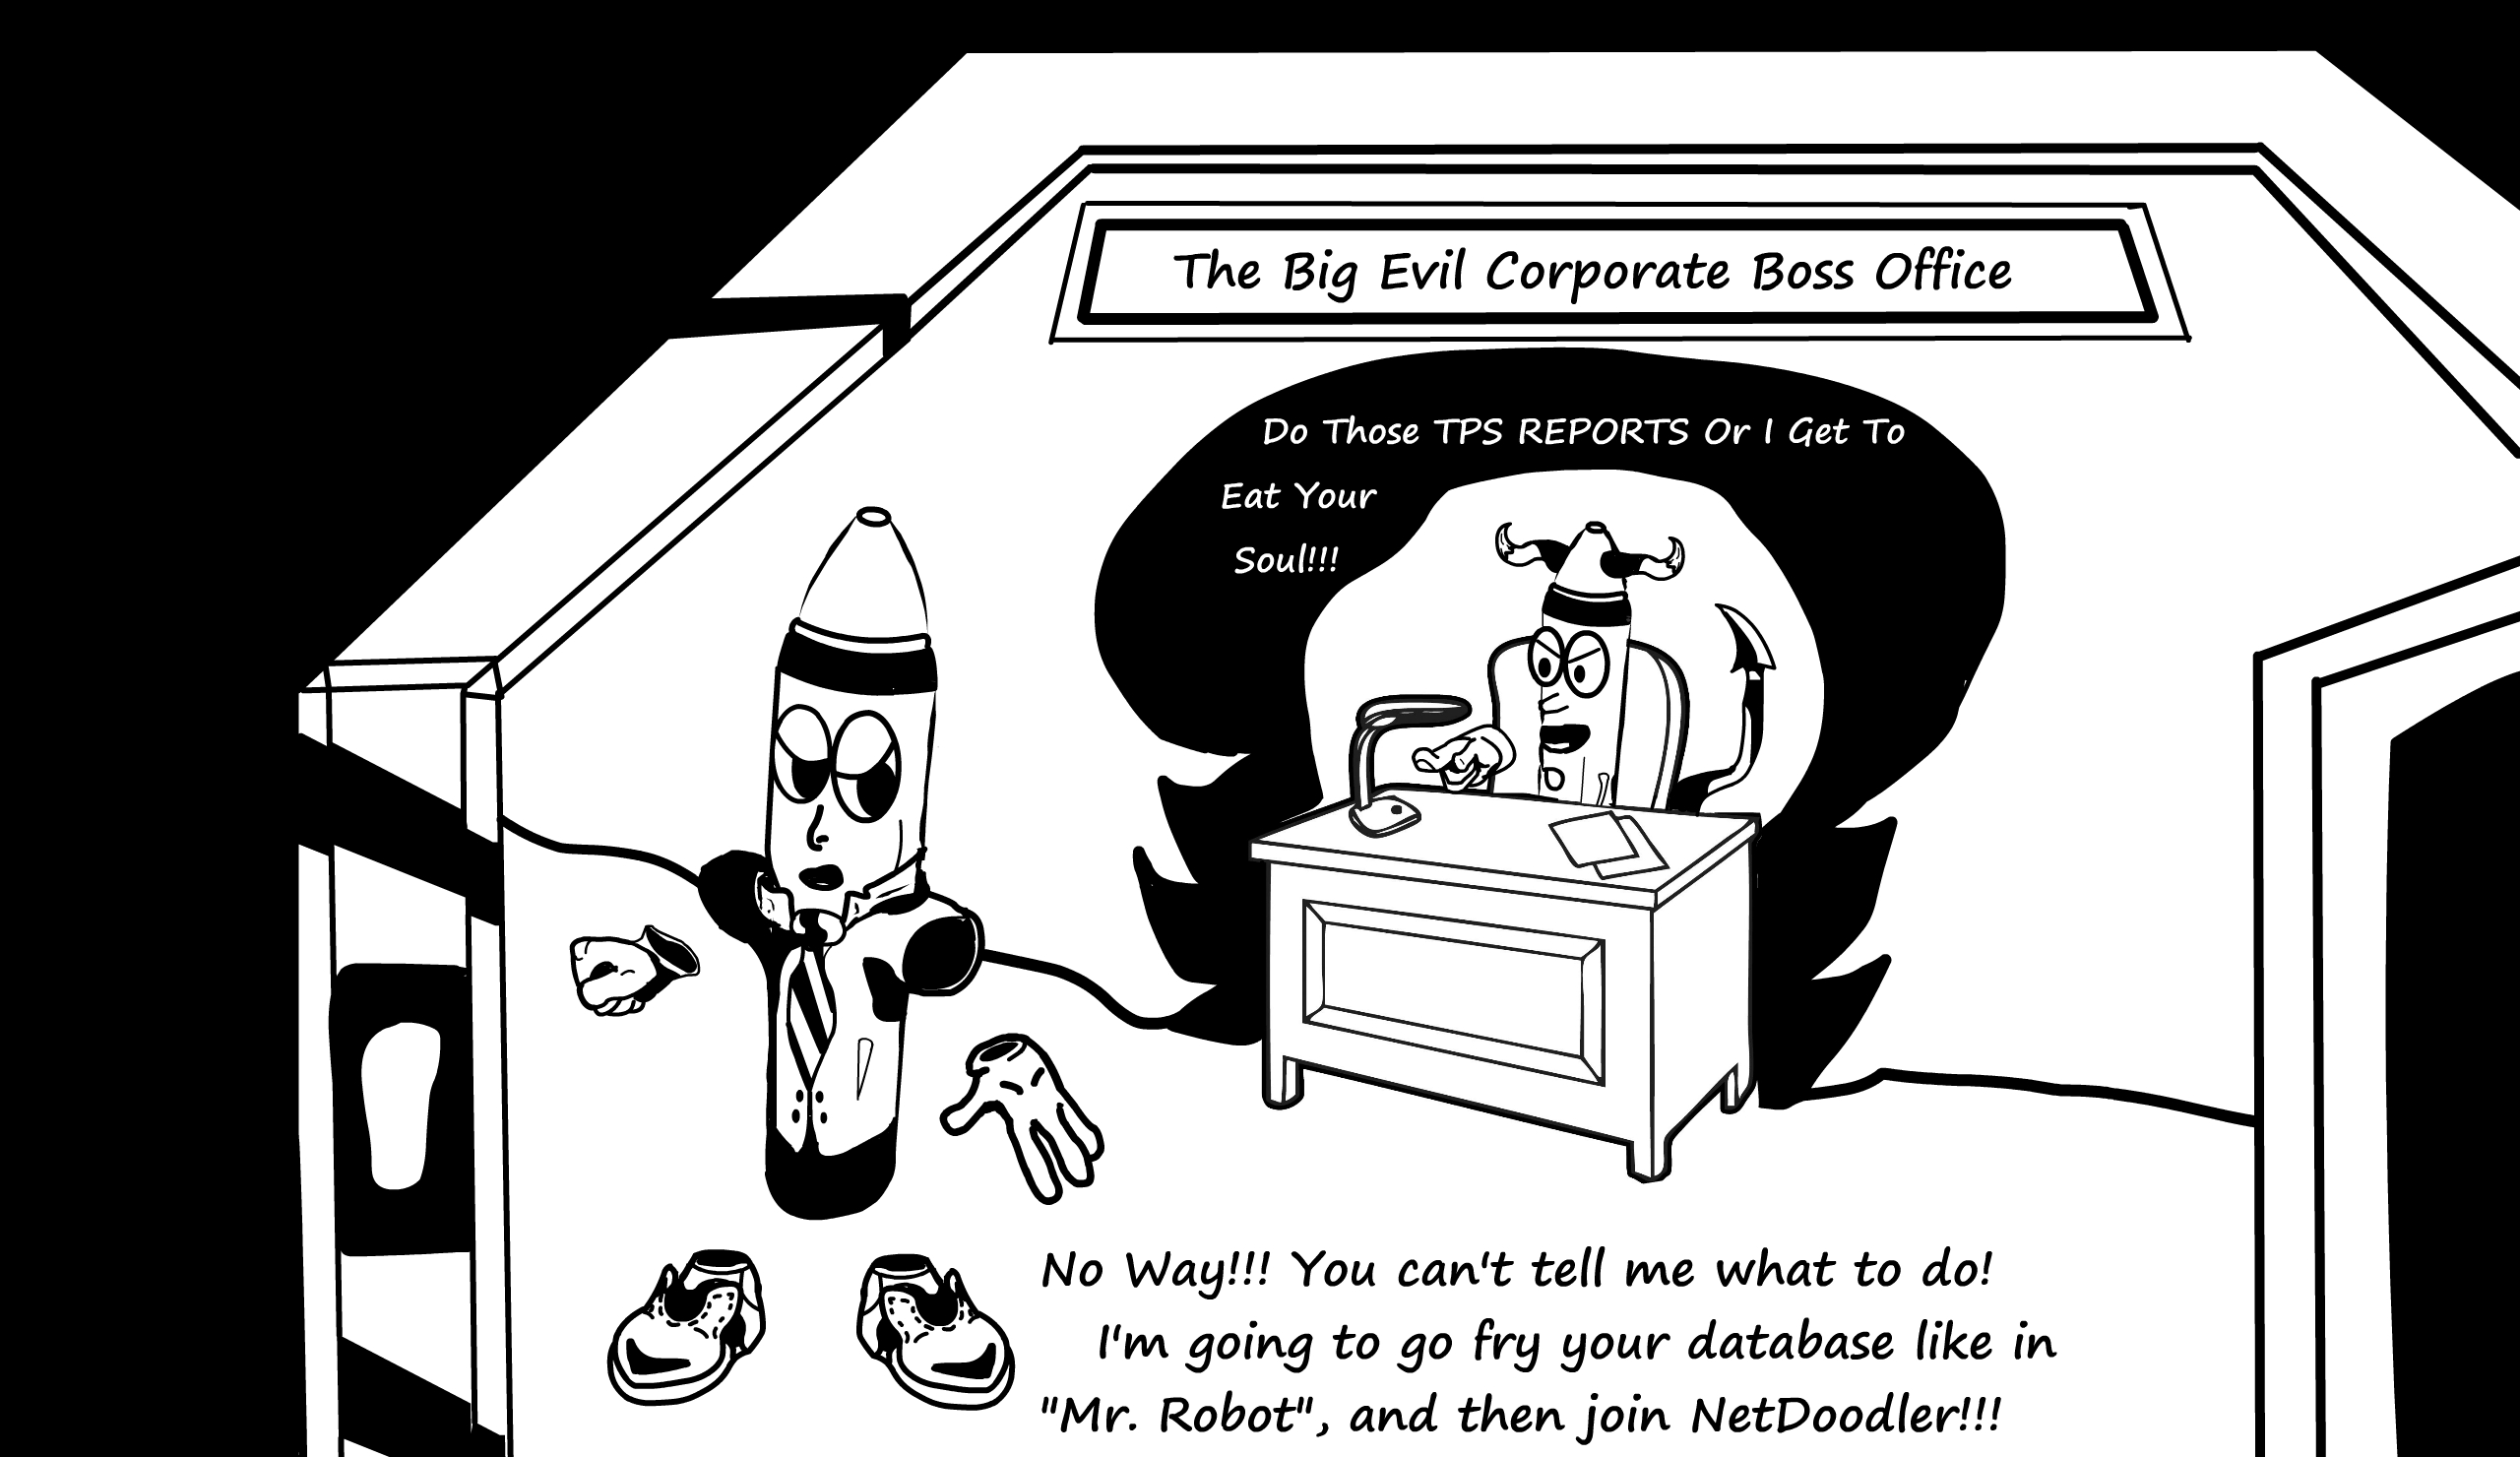 The Big Evil Corporate Boss Office
Do Those TPS REPORTS Or I Get To
Eat Your
Soul!!!
No Way!!! You can't tell me what to do!
I'm going to go fry your database like in
"Mr. Robot", and then join NetDoodler!!!